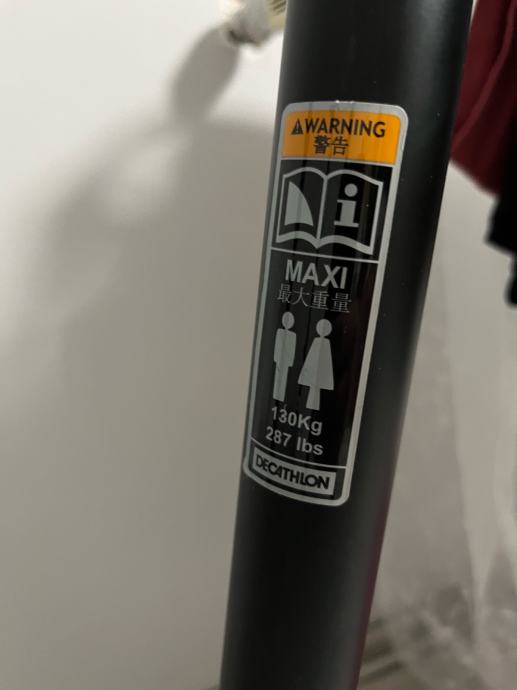 WARNING
警告
i
MAXI
最大重量
130Kg
287 lbs
DECATHLON